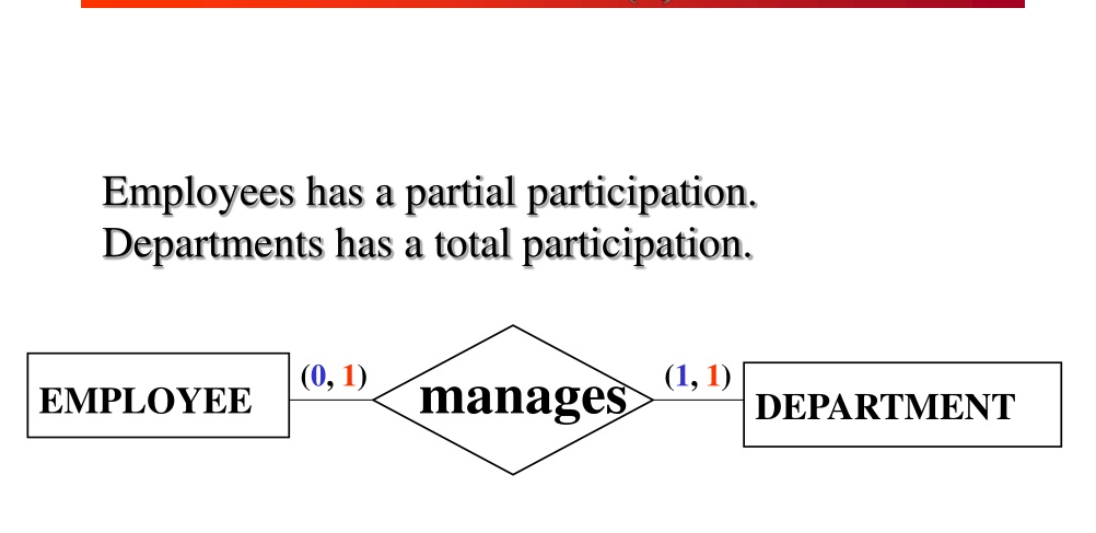 Employees has a partial participation.
Departments has a total participation.
EMPLOYEE (0, 1) manages (1, 1) DEPARTMENT